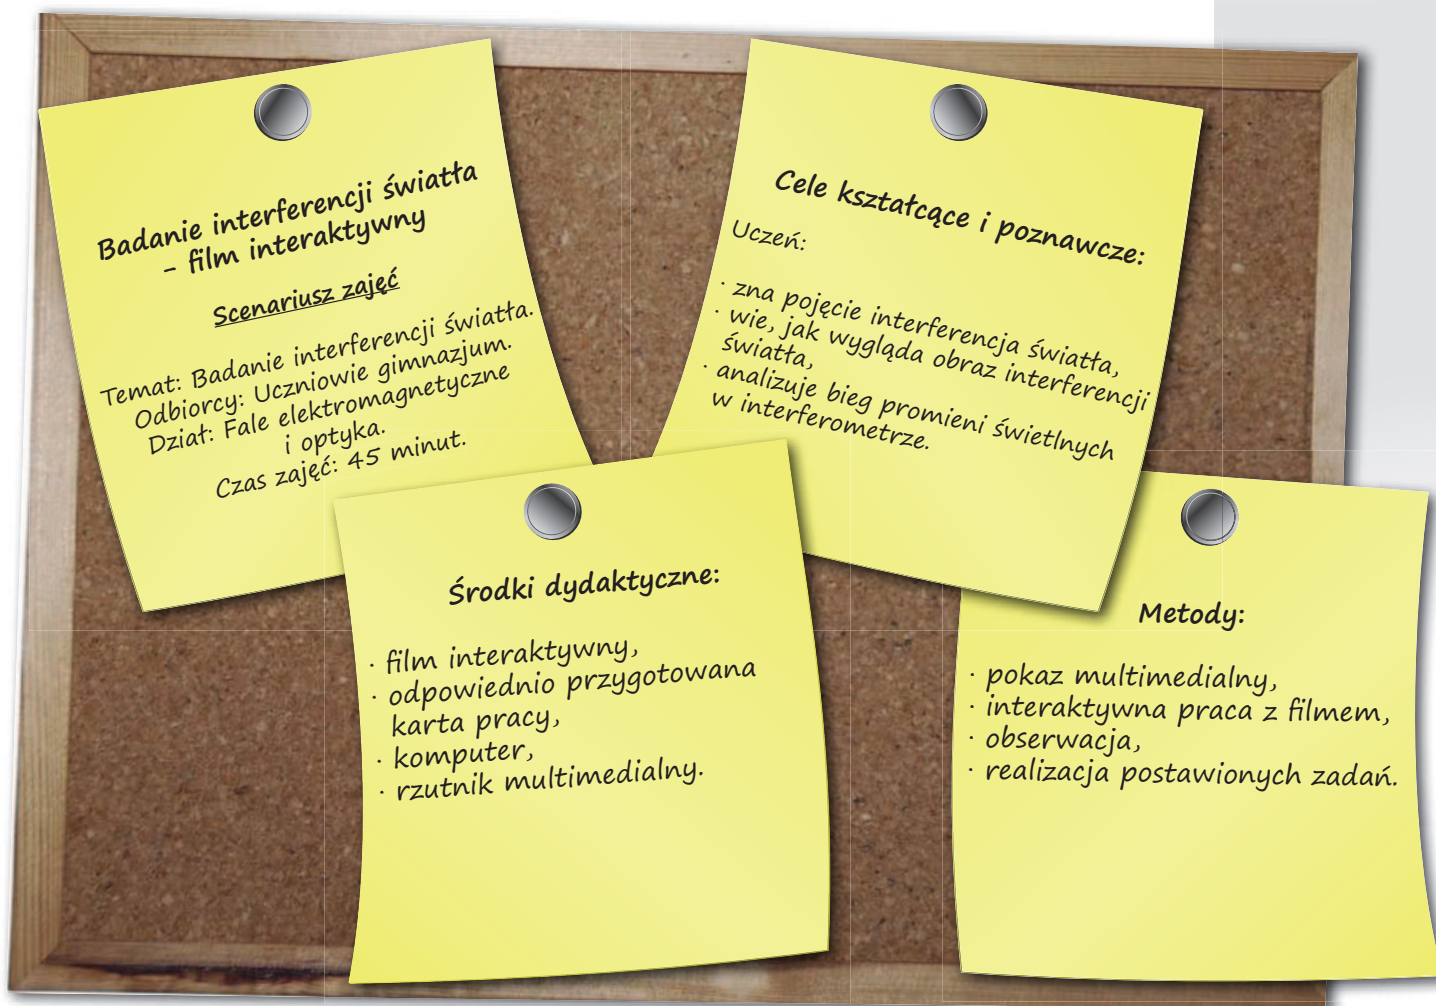 Badanie interferencji światła
- film interaktywny
Scenariusz zajęć
Temat: Badanie interferencji światła.
Odbiorcy: Uczniowie gimnazjum.
Dział: Fale elektromagnetyczne
i optyka.
Czas zajęć: 45 minut.
Cele kształcące i poznawcze:
Uczeń:
· zna pojęcie interferencja światła,
· wie, jak wygląda obraz interferencji
światła,
· analizuje bieg promieni świetlnych
w interferometrze.
Środki dydaktyczne:
· film interaktywny,
· odpowiednio przygotowana
karta pracy,
· komputer,
· rzutnik multimedialny.
Metody:
· pokaz multimedialny,
· interaktywna praca z filmem,
· obserwacja,
· realizacja postawionych zadań.